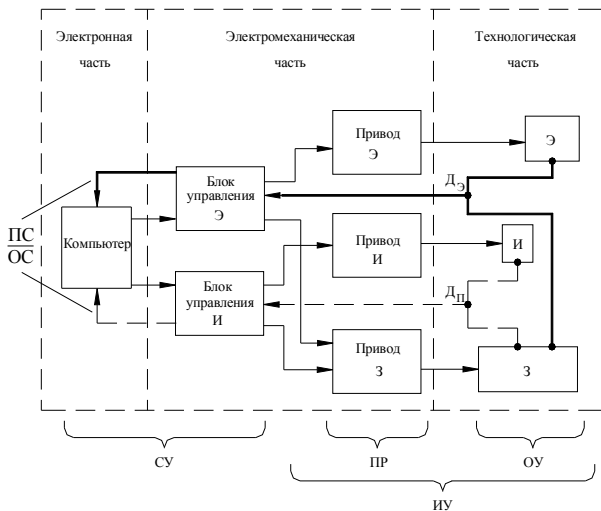 Электронная
часть
Электромеханическая
часть
Технологическая
часть
Привод
Э
Э
Блок
управления
Э
Д_Э
ПС
ОС
Компьютер
Привод
И
И
Блок
управления
И
Д_П
Привод
З
З
СУ
ПР
ОУ
ИУ